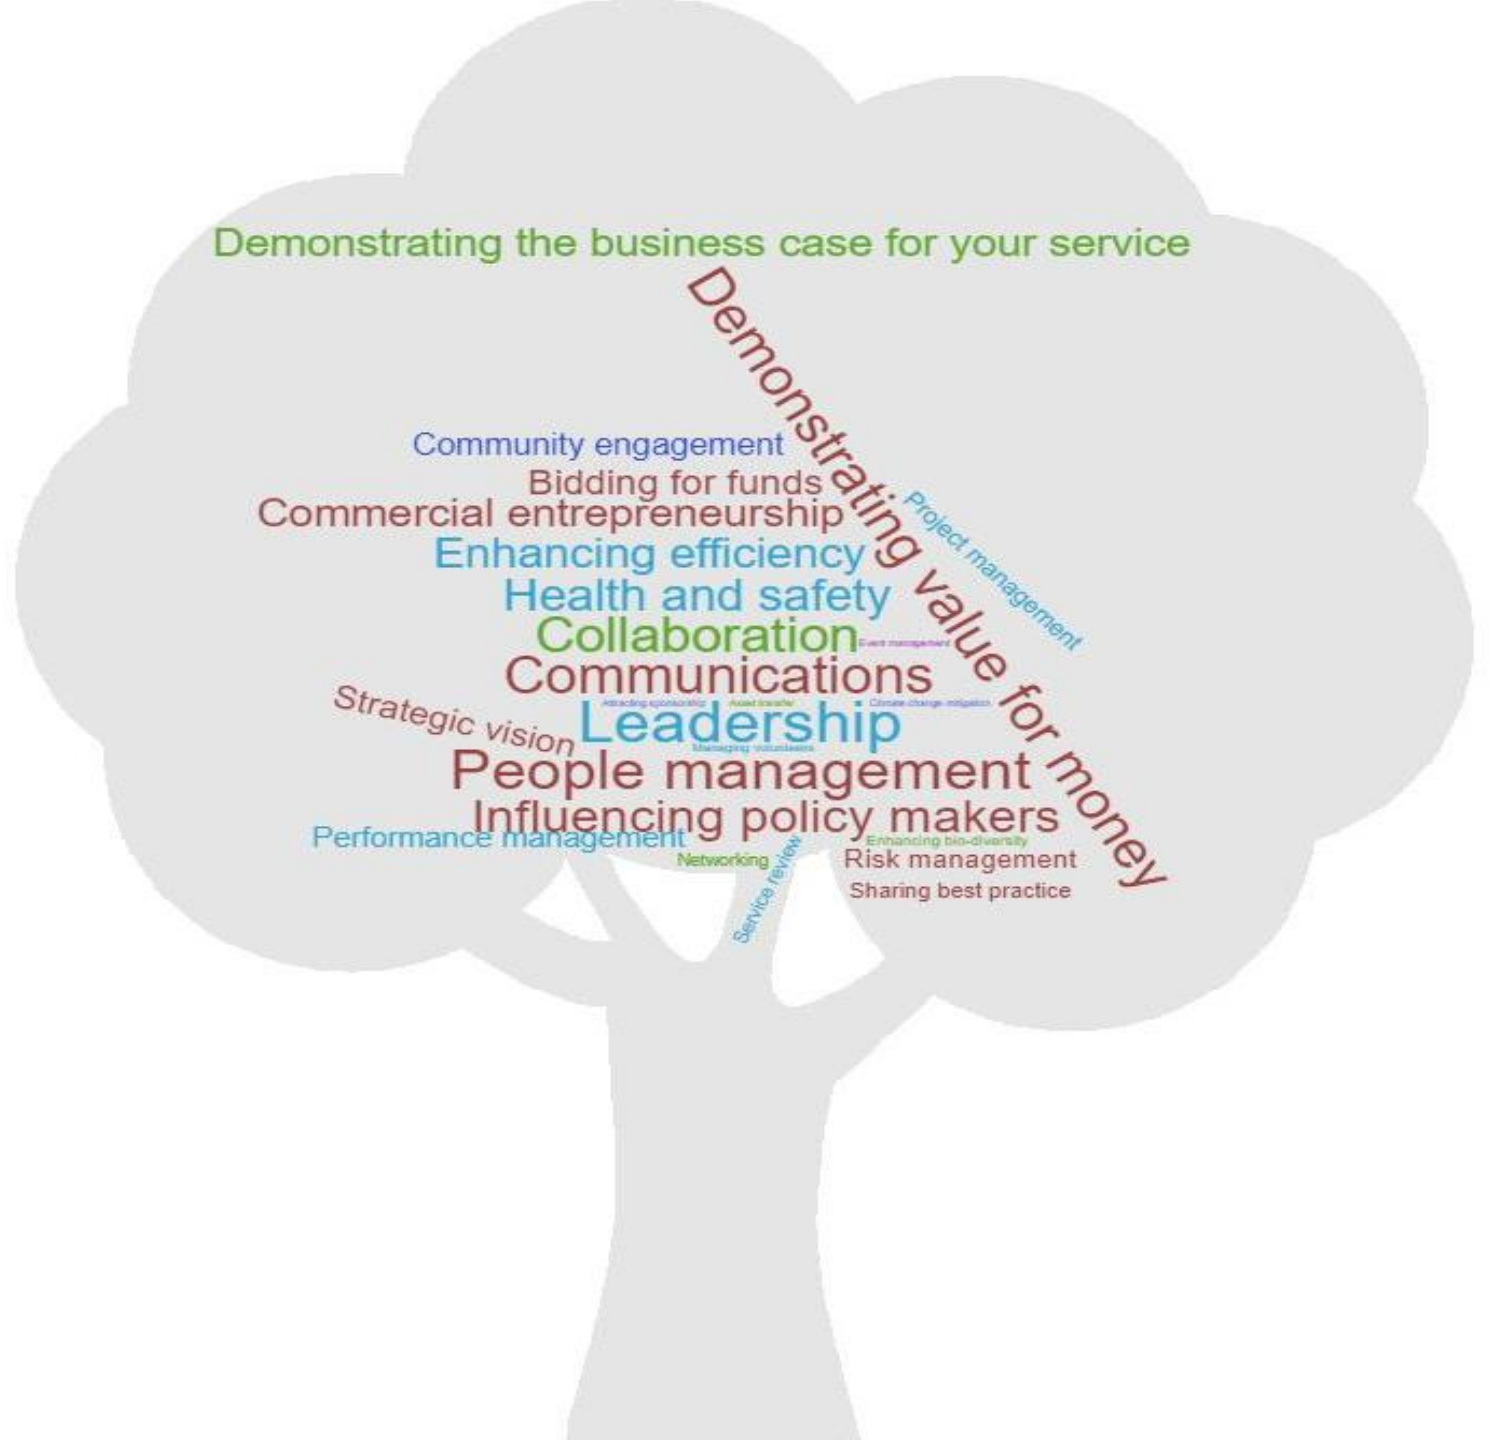 Demonstrating the business case for your service
Demonstrating value for money
Community engagement
Bidding for funds
Commercial entrepreneurship
Project management
Enhancing efficiency
Health and safety
Collaboration
Event management
Communications
Strategic vision
Attracting sponsorship
Asset transfer
Climate change mitigation
Leadership
Managing volunteers
People management
Influencing policy makers
Performance management
Enhancing bio-diversity
Networking
Service review
Risk management
Sharing best practice